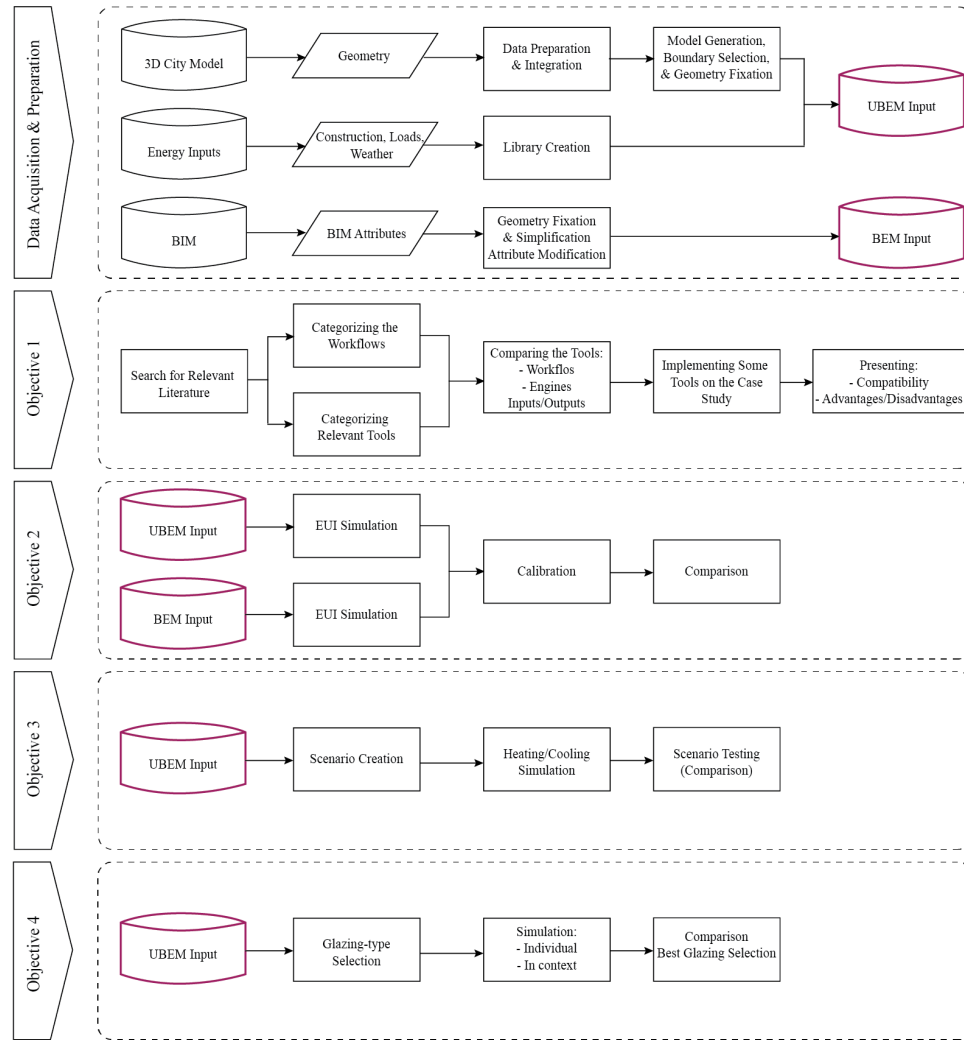 Data Acquisition & Preparation
3D City Model
Geometry
Data Preparation
& Integration
Model Generation,
Boundary Selection,
& Geometry Fixation
UBEM Input
Energy Inputs
Construction, Loads,
Weather
Library Creation
BIM
BIM Attributes
Geometry Fixation
& Simplification
Attribute Modification
BEM Input
Objective 1
Search for Relevant
Literature
Categorizing the
Workflows
Categorizing
Relevant Tools
Comparing the Tools:
- Workflos
- Engines
Inputs/Outputs
Implementing Some
Tools on the Case
Study
Presenting:
- Compatibility
- Advantages/Disadvantages
Objective 2
UBEM Input
EUI Simulation
BEM Input
EUI Simulation
Calibration
Comparison
Objective 3
UBEM Input
Scenario Creation
Heating/Cooling
Simulation
Scenario Testing
(Comparison)
Objective 4
UBEM Input
Glazing-type
Selection
Simulation:
- Individual
- In context
Comparison
Best Glazing Selection